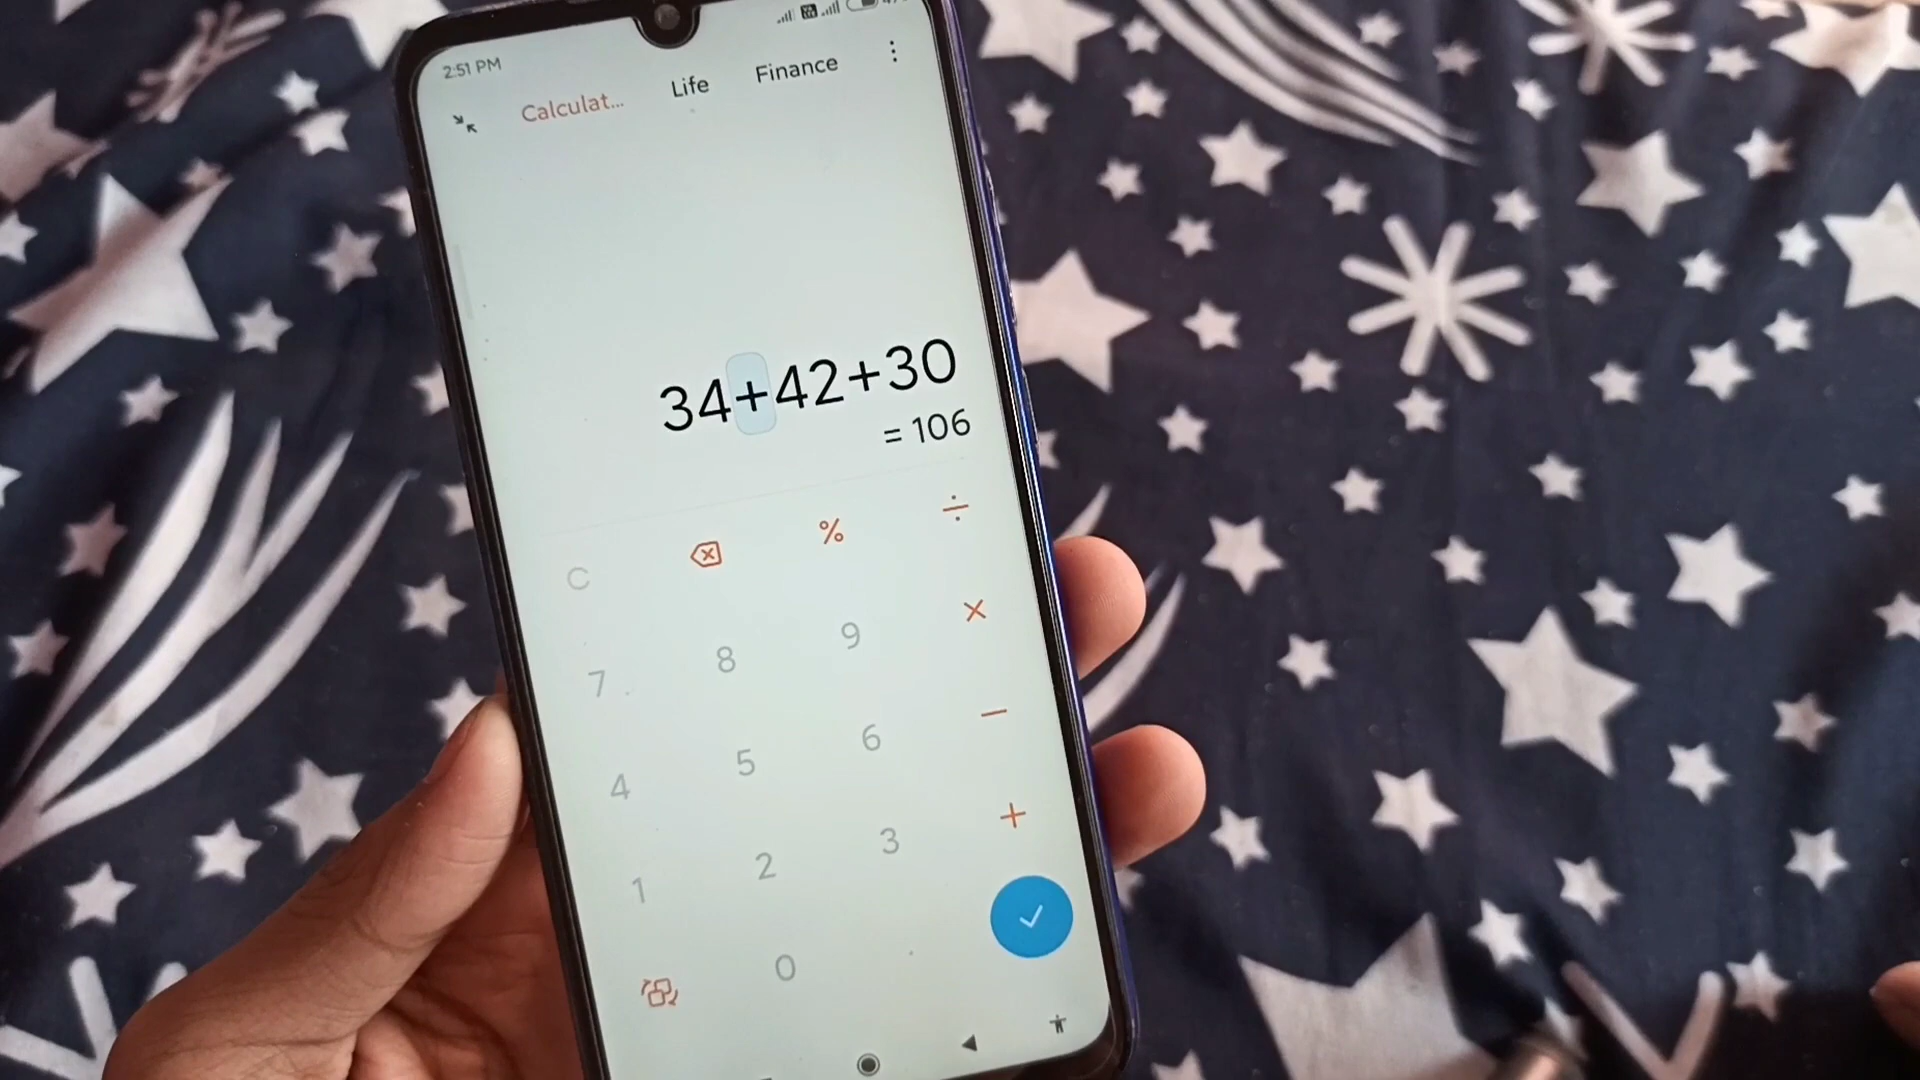 2:51 PM
Calculat... Life Finance
34+42+30
= 106
C % ÷
7 8 9 ×
4 5 6 −
1 2 3 +
0 .